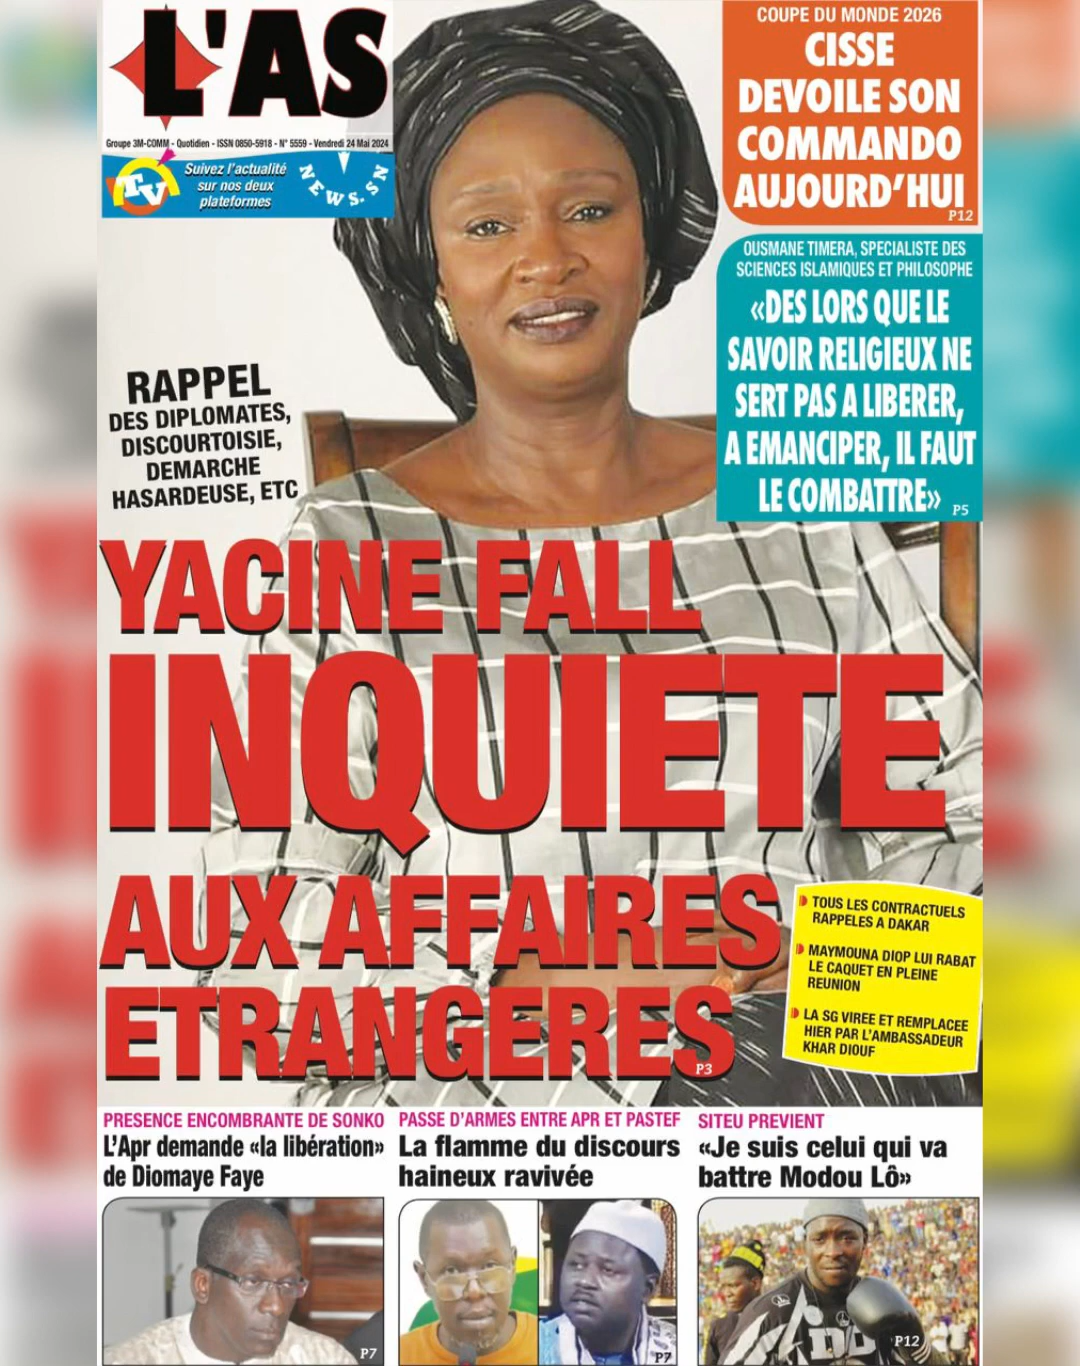 L'AS
Groupe 3M-COMM - Quotidien - ISSN 0850-5918 - N° 5559 - Vendredi 24 Mai 2024
TV
Suivez l'actualité
sur nos deux
plateformes
NEWS.SN
COUPE DU MONDE 2026
CISSE
DEVOILE SON
COMMANDO
AUJOURD'HUI
P12
OUSMANE TIMERA, SPECIALISTE DES
SCIENCES ISLAMIQUES ET PHILOSOPHE
«DES LORS QUE LE
SAVOIR RELIGIEUX NE
SERT PAS A LIBERER,
A EMANCIPER, IL FAUT
LE COMBATTRE»
P5
RAPPEL
DES DIPLOMATES,
DISCOURTOISIE,
DEMARCHE
HASARDEUSE, ETC
YACINE FALL
INQUIETE
AUX AFFAIRES
ETRANGERES
P3
TOUS LES CONTRACTUELS
RAPPELES A DAKAR
MAYMOUNA DIOP LUI RABAT
LE CAQUET EN PLEINE
REUNION
LA SG VIREE ET REMPLACEE
HIER PAR L'AMBASSADEUR
KHAR DIOUF
PRESENCE ENCOMBRANTE DE SONKO
L'Apr demande «la libération»
de Diomaye Faye
P7
PASSE D'ARMES ENTRE APR ET PASTEF
La flamme du discours
haineux ravivée
P7
SITEU PREVIENT
«Je suis celui qui va
battre Modou Lô»
P12